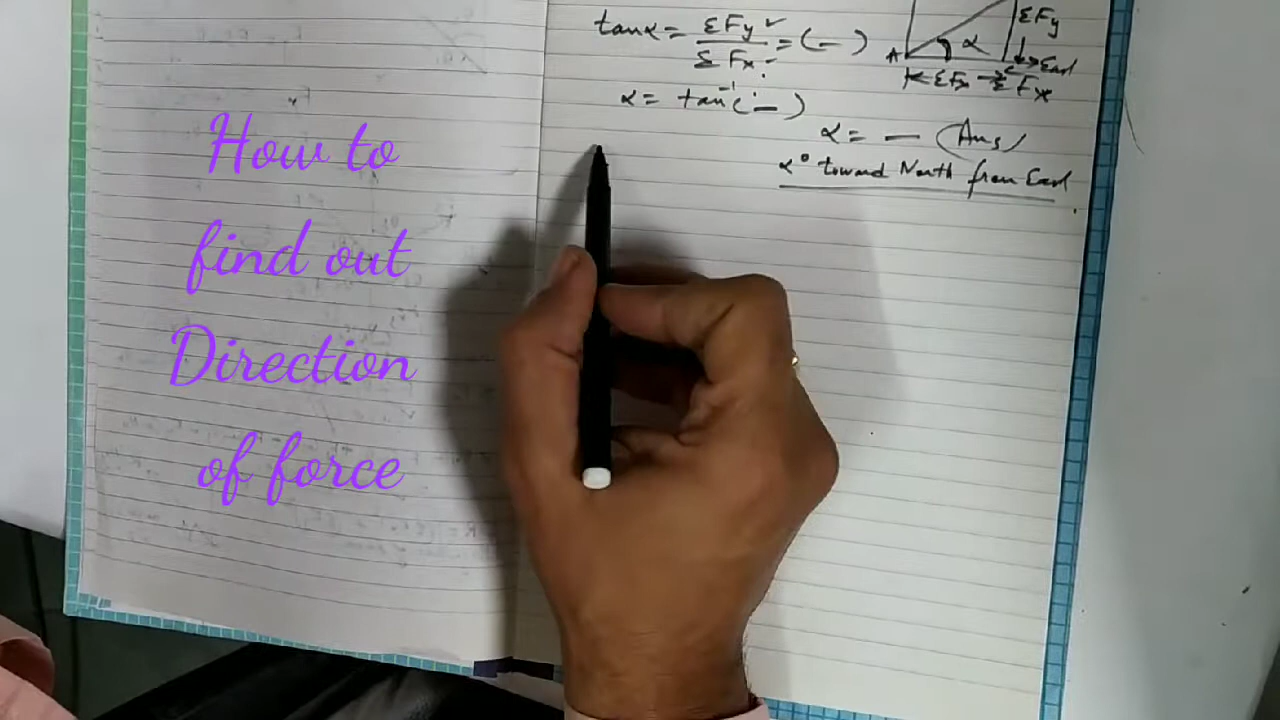 How to
find out
Direction
of force
tanα = ΣFy / ΣFx = (—)
α = tan⁻¹(—)
α = — (Ans)
α° toward North from East
ΣFy
α
A
East
ΣFx → ΣFx